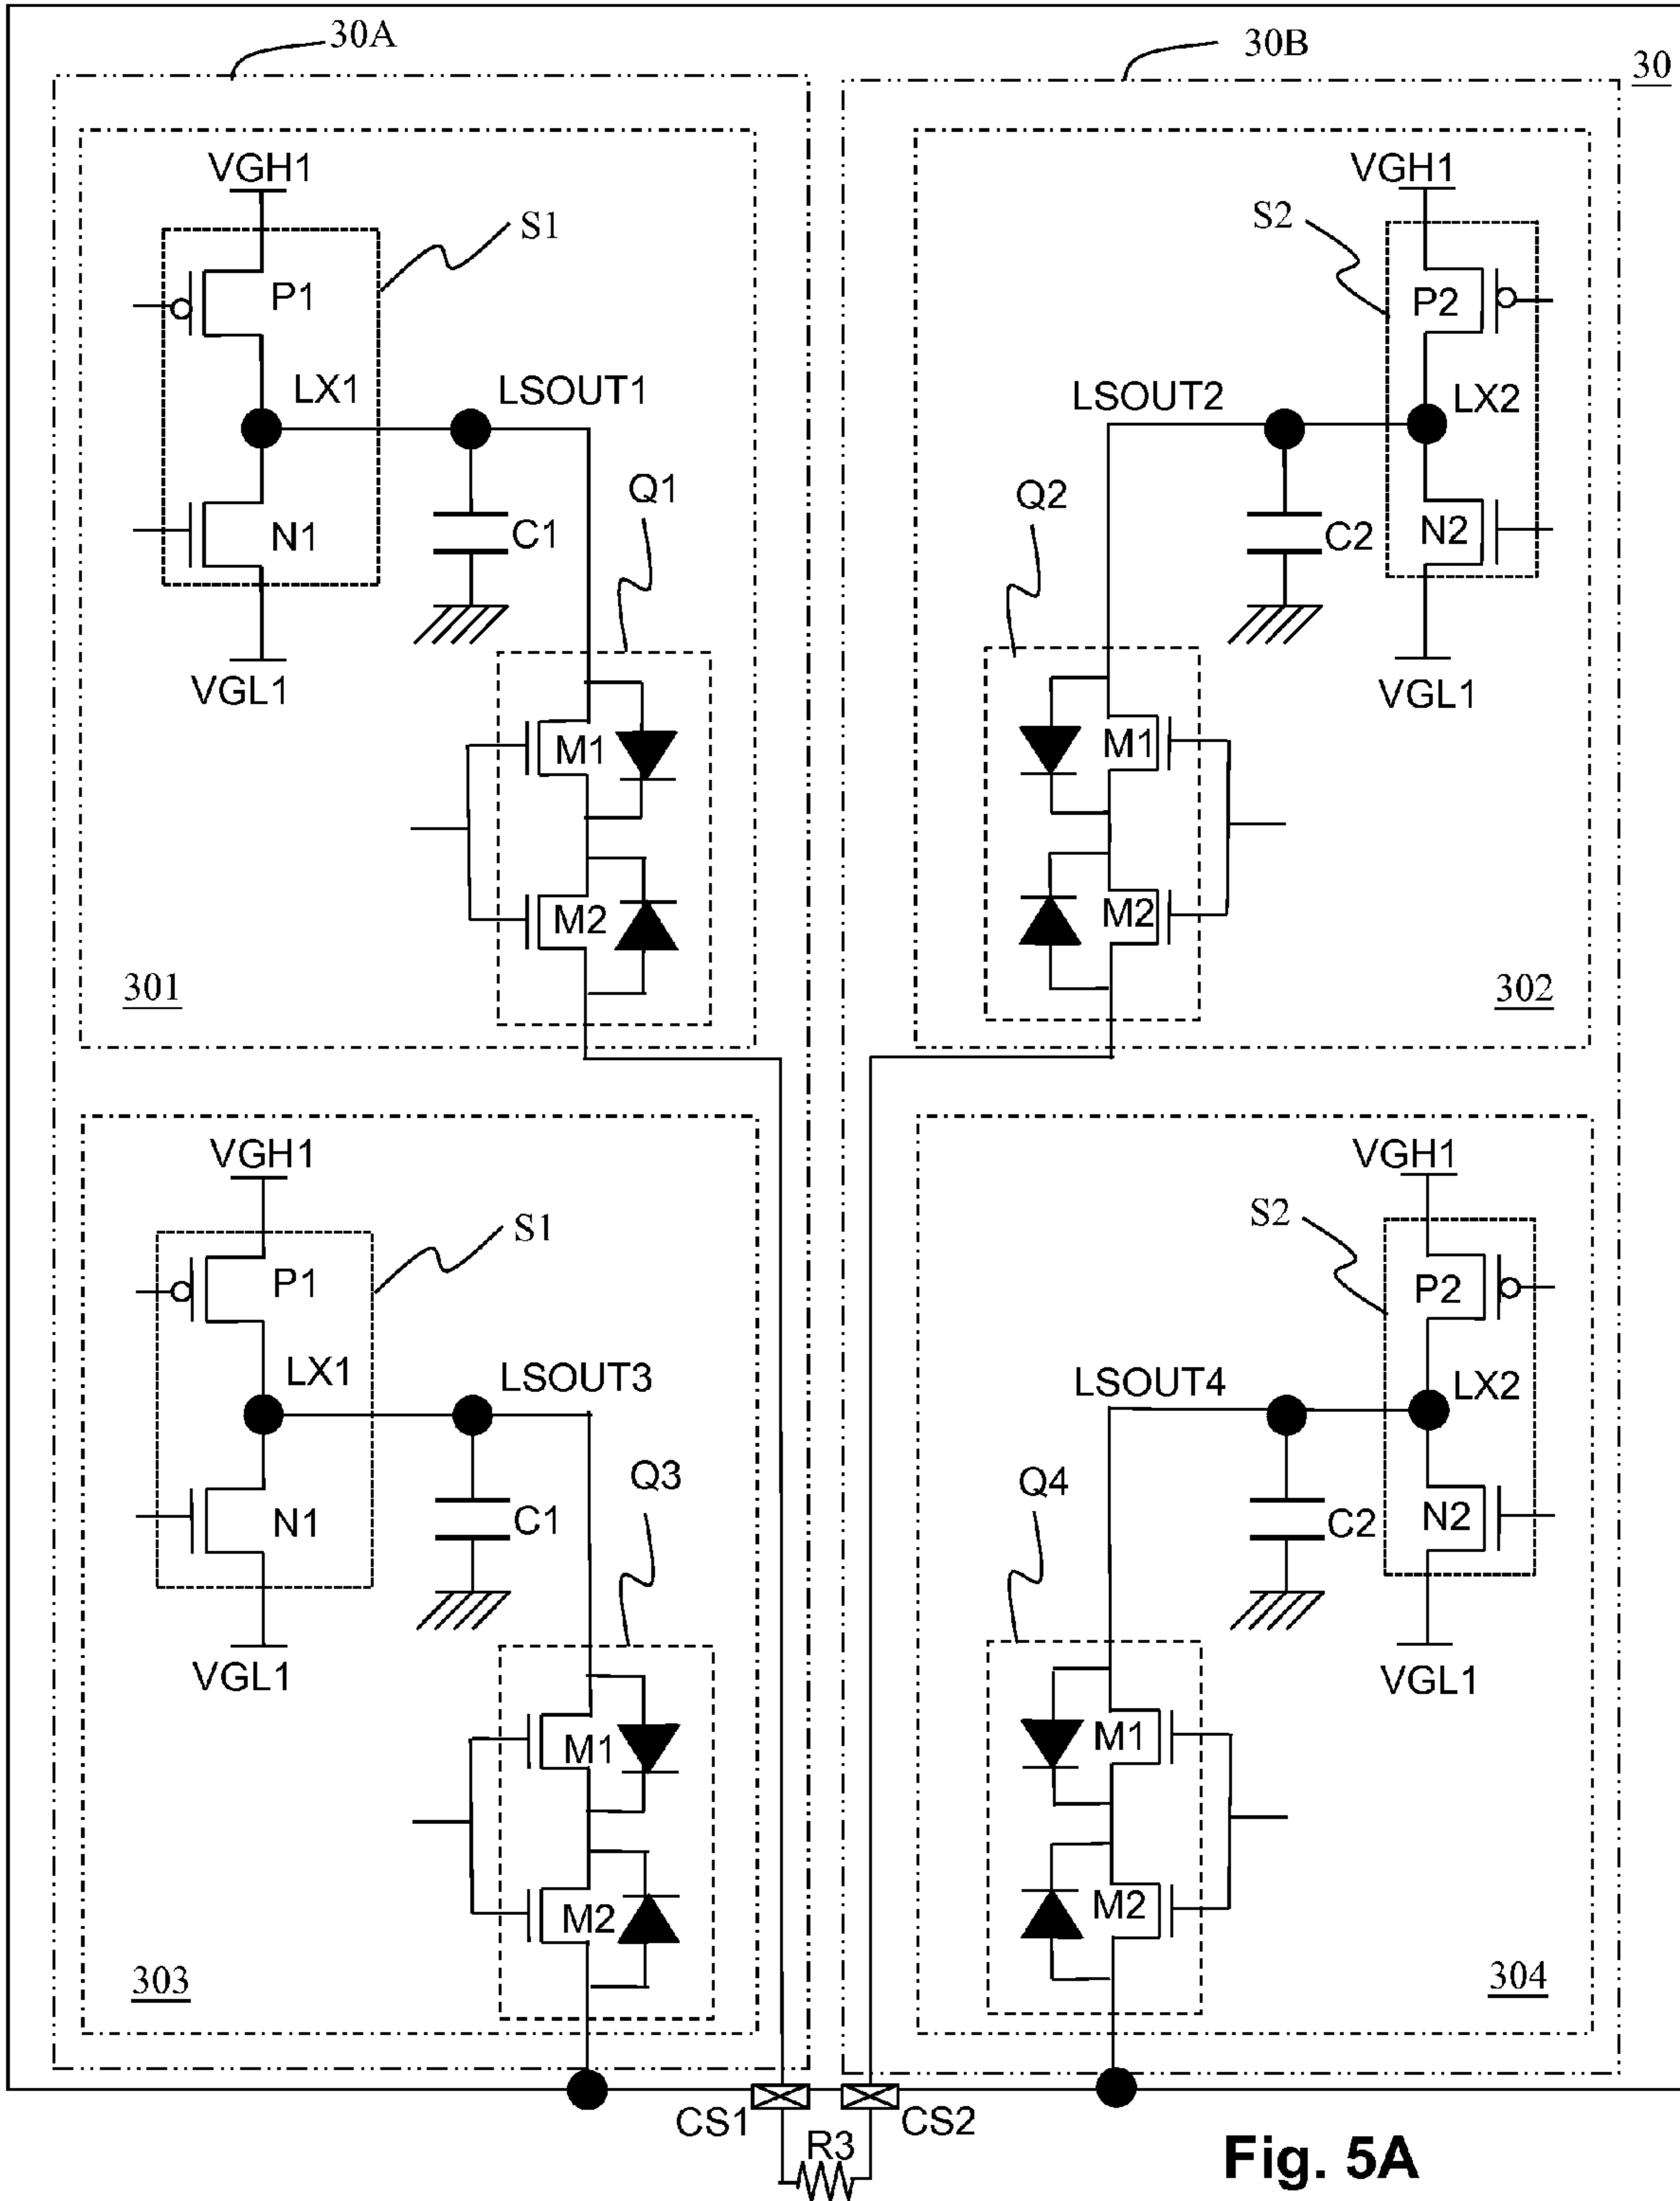 30A
30B
30
VGH1
S1
P1
LX1
LSOUT1
N1
C1
Q1
VGL1
M1
M2
301
VGH1
S2
P2
LSOUT2
LX2
Q2
C2
N2
VGL1
M1
M2
302
VGH1
S1
P1
LX1
LSOUT3
N1
C1
Q3
VGL1
M1
M2
303
VGH1
S2
P2
LSOUT4
LX2
Q4
C2
N2
VGL1
M1
M2
304
CS1
CS2
R3
Fig. 5A